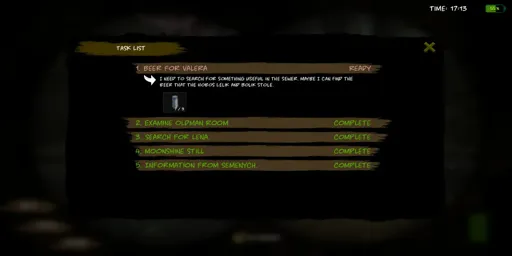 TIME: 17:13
TASK LIST
1. BEER FOR VALERA READY
I NEED TO SEARCH FOR SOMETHING USEFUL IN THE SEWER. MAYBE I CAN FIND THE
BEER THAT THE HOBOS LELIK AND BOLIK STOLE.
2. EXAMINE OLDMAN ROOM COMPLETE
3. SEARCH FOR LENA COMPLETE
4. MOONSHINE STILL COMPLETE
5. INFORMATION FROM SEMENYCH. COMPLETE